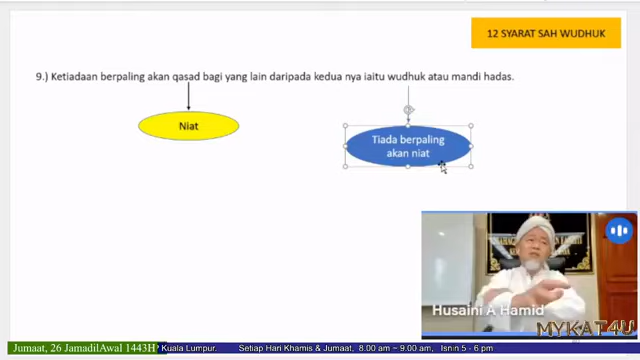 12 SYARAT SAH WUDHUK
9.) Ketiadaan berpaling akan qasad bagi yang lain daripada kedua nya iaitu wudhuk atau mandi hadas.
Niat
Tiada berpaling
akan niat
Husaini A Hamid
MYKAT4U
Jumaat, 26 JamadilAwal 1443H Kuala Lumpur. Setiap Hari Khamis & Jumaat, 8.00 am – 9.00 am, Isnin 5 - 6 pm